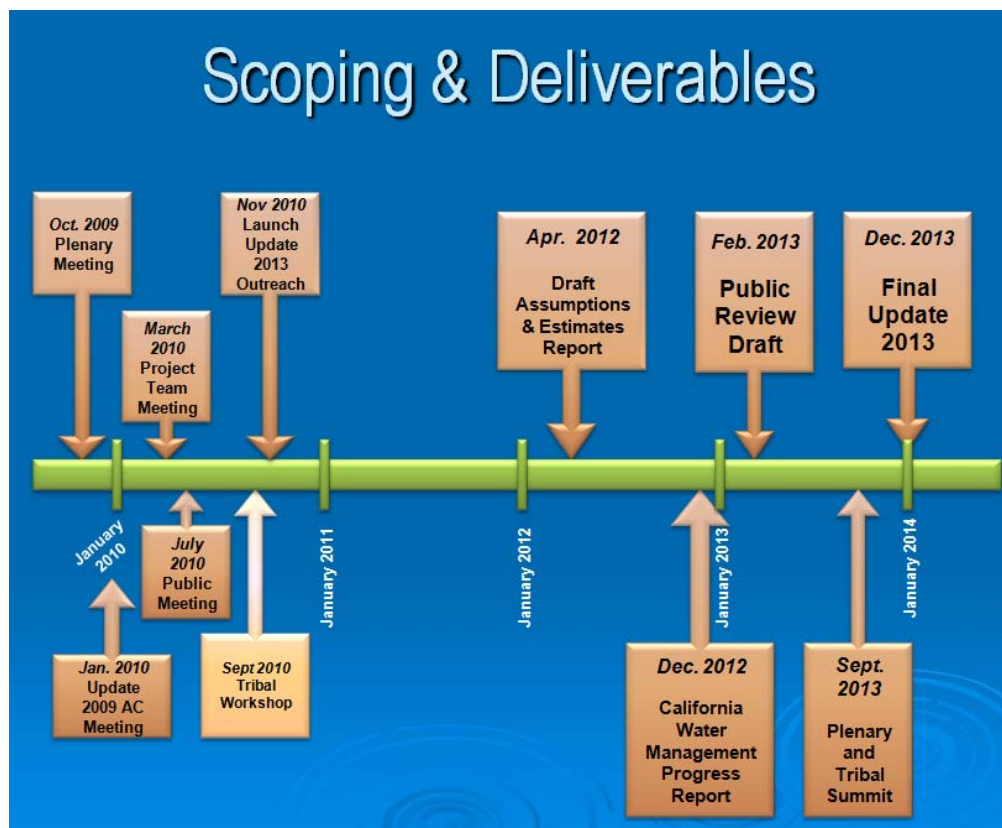 Scoping & Deliverables
Oct. 2009
Plenary
Meeting
March
2010
Project
Team
Meeting
Nov 2010
Launch
Update
2013
Outreach
Apr. 2012
Draft
Assumptions
& Estimates
Report
Feb. 2013
Public
Review
Draft
Dec. 2013
Final
Update
2013
January
2010
January 2011
January 2012
January 2013
January 2014
Jan. 2010
Update
2009 AC
Meeting
July
2010
Public
Meeting
Sept 2010
Tribal
Workshop
Dec. 2012
California
Water
Management
Progress
Report
Sept.
2013
Plenary
and
Tribal
Summit